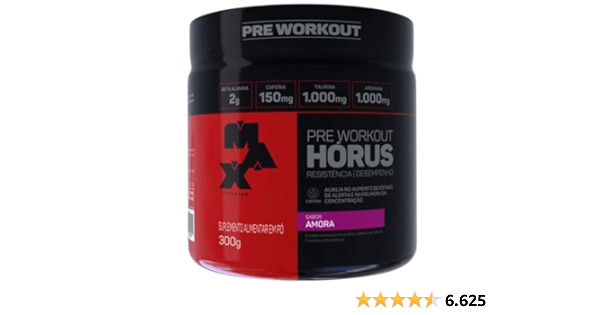 PRE WORKOUT
BETA ALANINA CAFEÍNA TAURINA ARGININA
2g 150mg 1.000mg 1.000mg
MAX
TITANIUM
PRE WORKOUT
HÓRUS
RESISTÊNCIA | DESEMPENHO
AUXILIA NO AUMENTO DO ESTADO
DE ALERTA E NA MELHORA DA
CONCENTRAÇÃO.
CAFEÍNA
SABOR
AMORA
SUPLEMENTO ALIMENTAR EM PÓ
300g
6.625